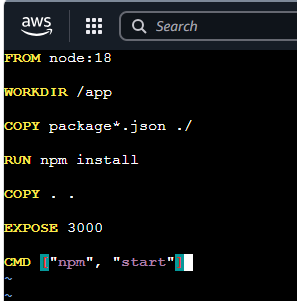 aws
Search
FROM node:18
WORKDIR /app
COPY package*.json ./
RUN npm install
COPY . .
EXPOSE 3000
CMD ["npm", "start"]
~
~